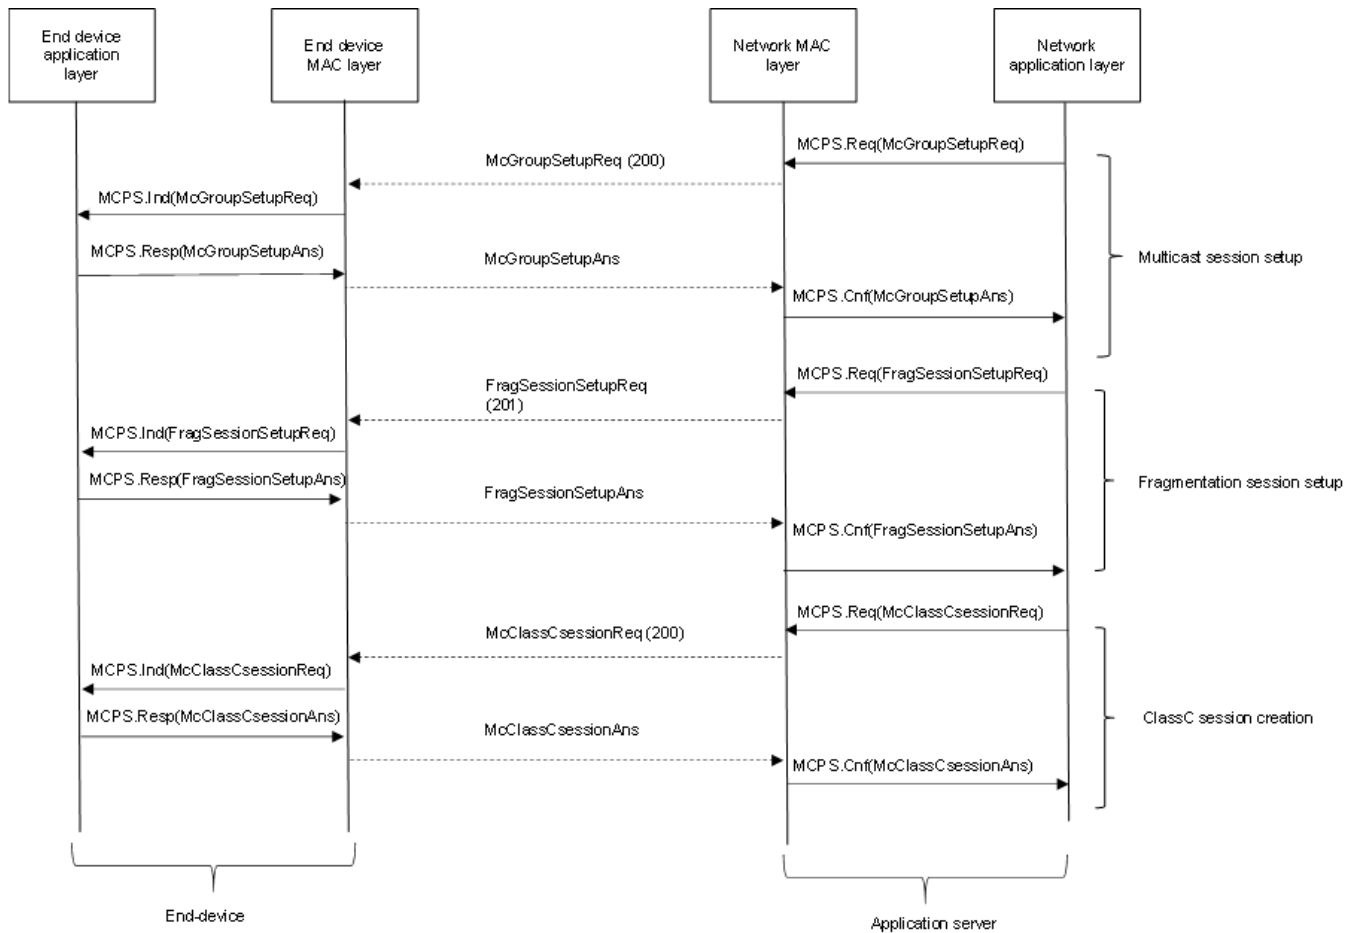 End device
application
layer
End device
MAC layer
Network MAC
layer
Network
application layer
MCPS.Req(McGroupSetupReq)
McGroupSetupReq (200)
MCPS.Ind(McGroupSetupReq)
MCPS.Resp(McGroupSetupAns)
McGroupSetupAns
MCPS.Cnf(McGroupSetupAns)
Multicast session setup
MCPS.Req(FragSessionSetupReq)
FragSessionSetupReq
(201)
MCPS.Ind(FragSessionSetupReq)
MCPS.Resp(FragSessionSetupAns)
FragSessionSetupAns
MCPS.Cnf(FragSessionSetupAns)
Fragmentation session setup
MCPS.Req(McClassCsessionReq)
McClassCsessionReq (200)
MCPS.Ind(McClassCsessionReq)
MCPS.Resp(McClassCsessionAns)
McClassCsessionAns
MCPS.Cnf(McClassCsessionAns)
ClassC session creation
End-device
Application server